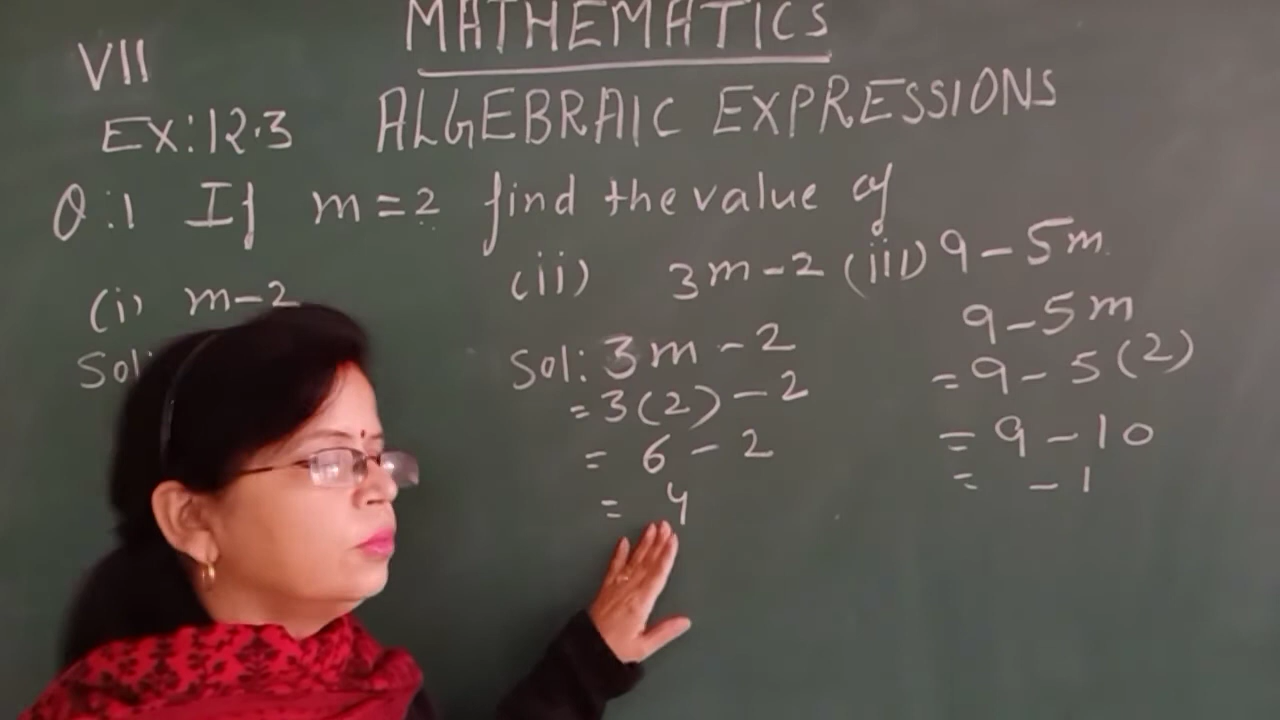 MATHEMATICS
VII
Ex:12.3 ALGEBRAIC EXPRESSIONS
Q:1 If m=2 find the value of
(i) m-2 (ii) 3m-2 (iii) 9-5m
Sol: Sol: 3m-2 9-5m
=3(2)-2 =9-5(2)
= 6-2 =9-10
= 4 = -1